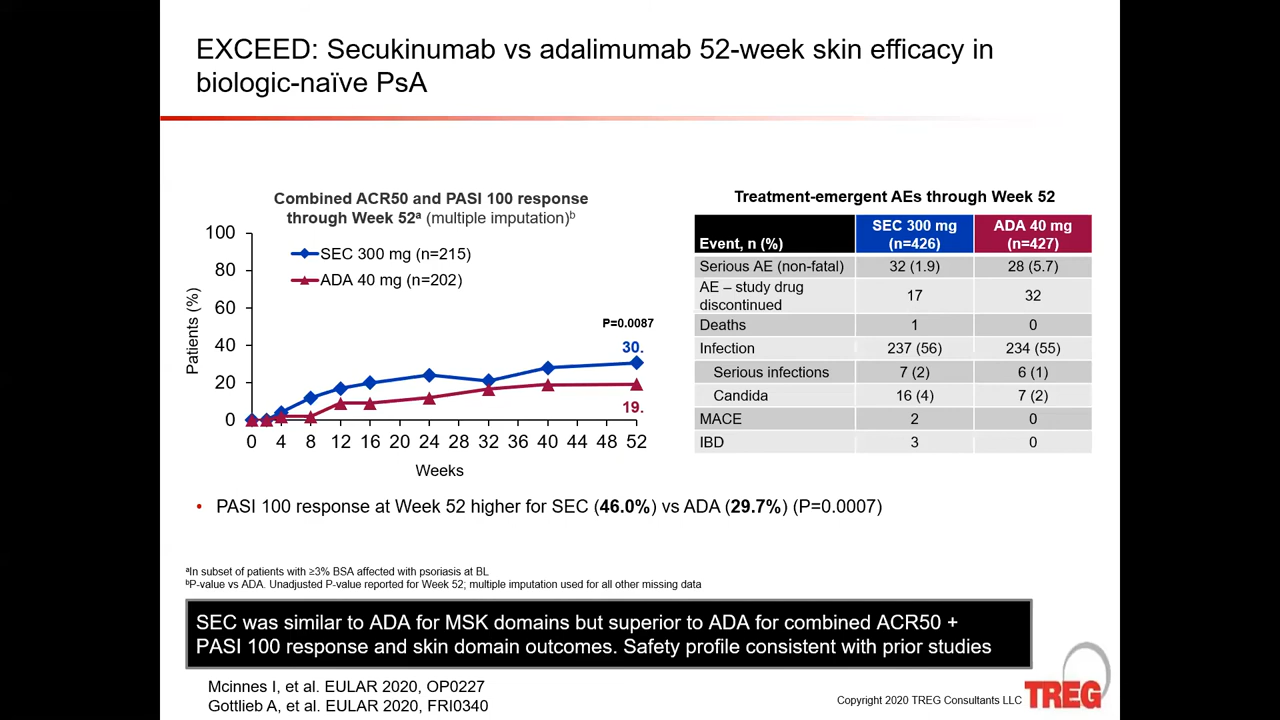 EXCEED: Secukinumab vs adalimumab 52-week skin efficacy in
biologic-naïve PsA
Combined ACR50 and PASI 100 response
through Week 52ᵃ (multiple imputation)ᵇ
Patients (%)
100
80
60
40
20
0
SEC 300 mg (n=215)
ADA 40 mg (n=202)
P=0.0087
30.
19.
0 4 8 12 16 20 24 28 32 36 40 44 48 52
Weeks
Treatment-emergent AEs through Week 52
Event, n (%) SEC 300 mg (n=426) ADA 40 mg (n=427)
Serious AE (non-fatal) 32 (1.9) 28 (5.7)
AE – study drug discontinued 17 32
Deaths 1 0
Infection 237 (56) 234 (55)
Serious infections 7 (2) 6 (1)
Candida 16 (4) 7 (2)
MACE 2 0
IBD 3 0
• PASI 100 response at Week 52 higher for SEC (46.0%) vs ADA (29.7%) (P=0.0007)
ᵃIn subset of patients with ≥3% BSA affected with psoriasis at BL
ᵇP-value vs ADA. Unadjusted P-value reported for Week 52; multiple imputation used for all other missing data
SEC was similar to ADA for MSK domains but superior to ADA for combined ACR50 +
PASI 100 response and skin domain outcomes. Safety profile consistent with prior studies
Mcinnes I, et al. EULAR 2020, OP0227
Gottlieb A, et al. EULAR 2020, FRI0340
Copyright 2020 TREG Consultants LLC
TREG